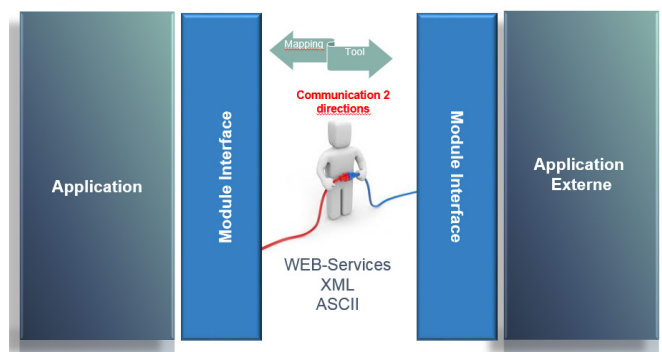 Application
Module Interface
Mapping
Tool
Communication 2
directions
WEB-Services
XML
ASCII
Module Interface
Application
Externe